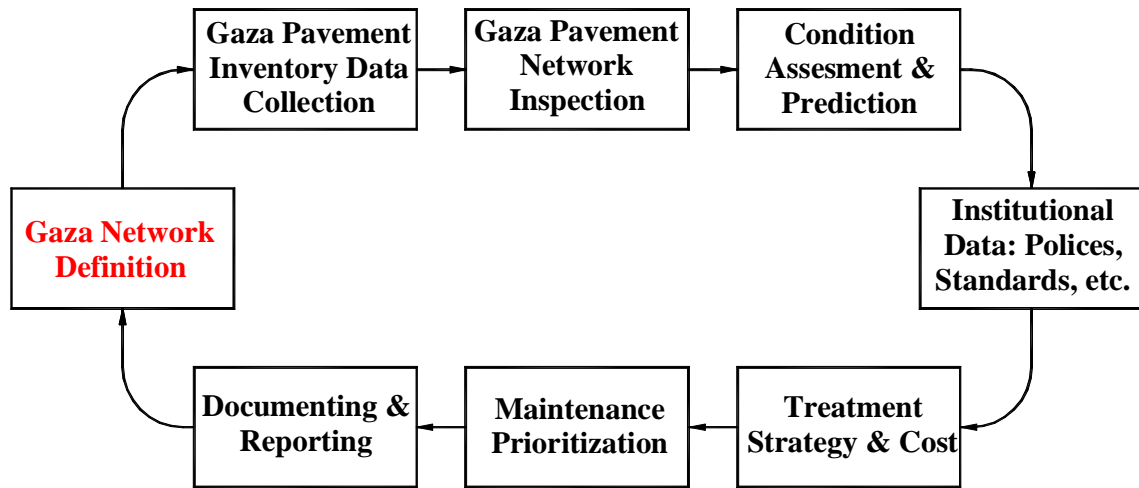 Gaza Pavement
Inventory Data
Collection
Gaza Pavement
Network
Inspection
Condition
Assesment &
Prediction
Institutional
Data: Polices,
Standards, etc.
Treatment
Strategy & Cost
Maintenance
Prioritization
Documenting &
Reporting
Gaza Network
Definition